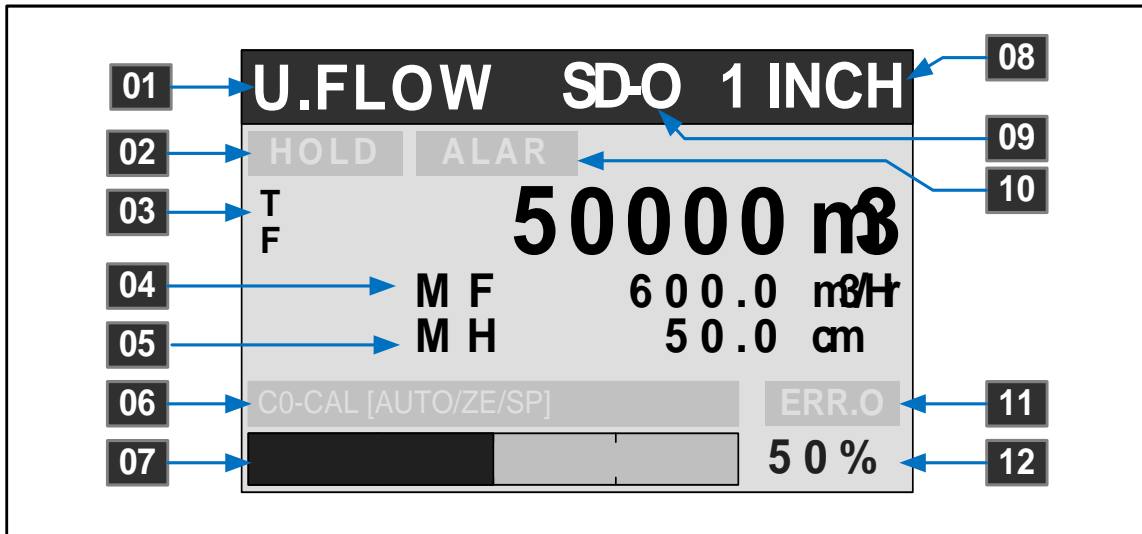 01 U.FLOW SD-O 1 INCH 08
09
02 HOLD ALAR 10
03 T
F 50000 m3
04 M F 600.0 m3/Hr
05 M H 50.0 cm
06 C0-CAL [AUTO/ZE/SP] ERR.O 11
07 50% 12